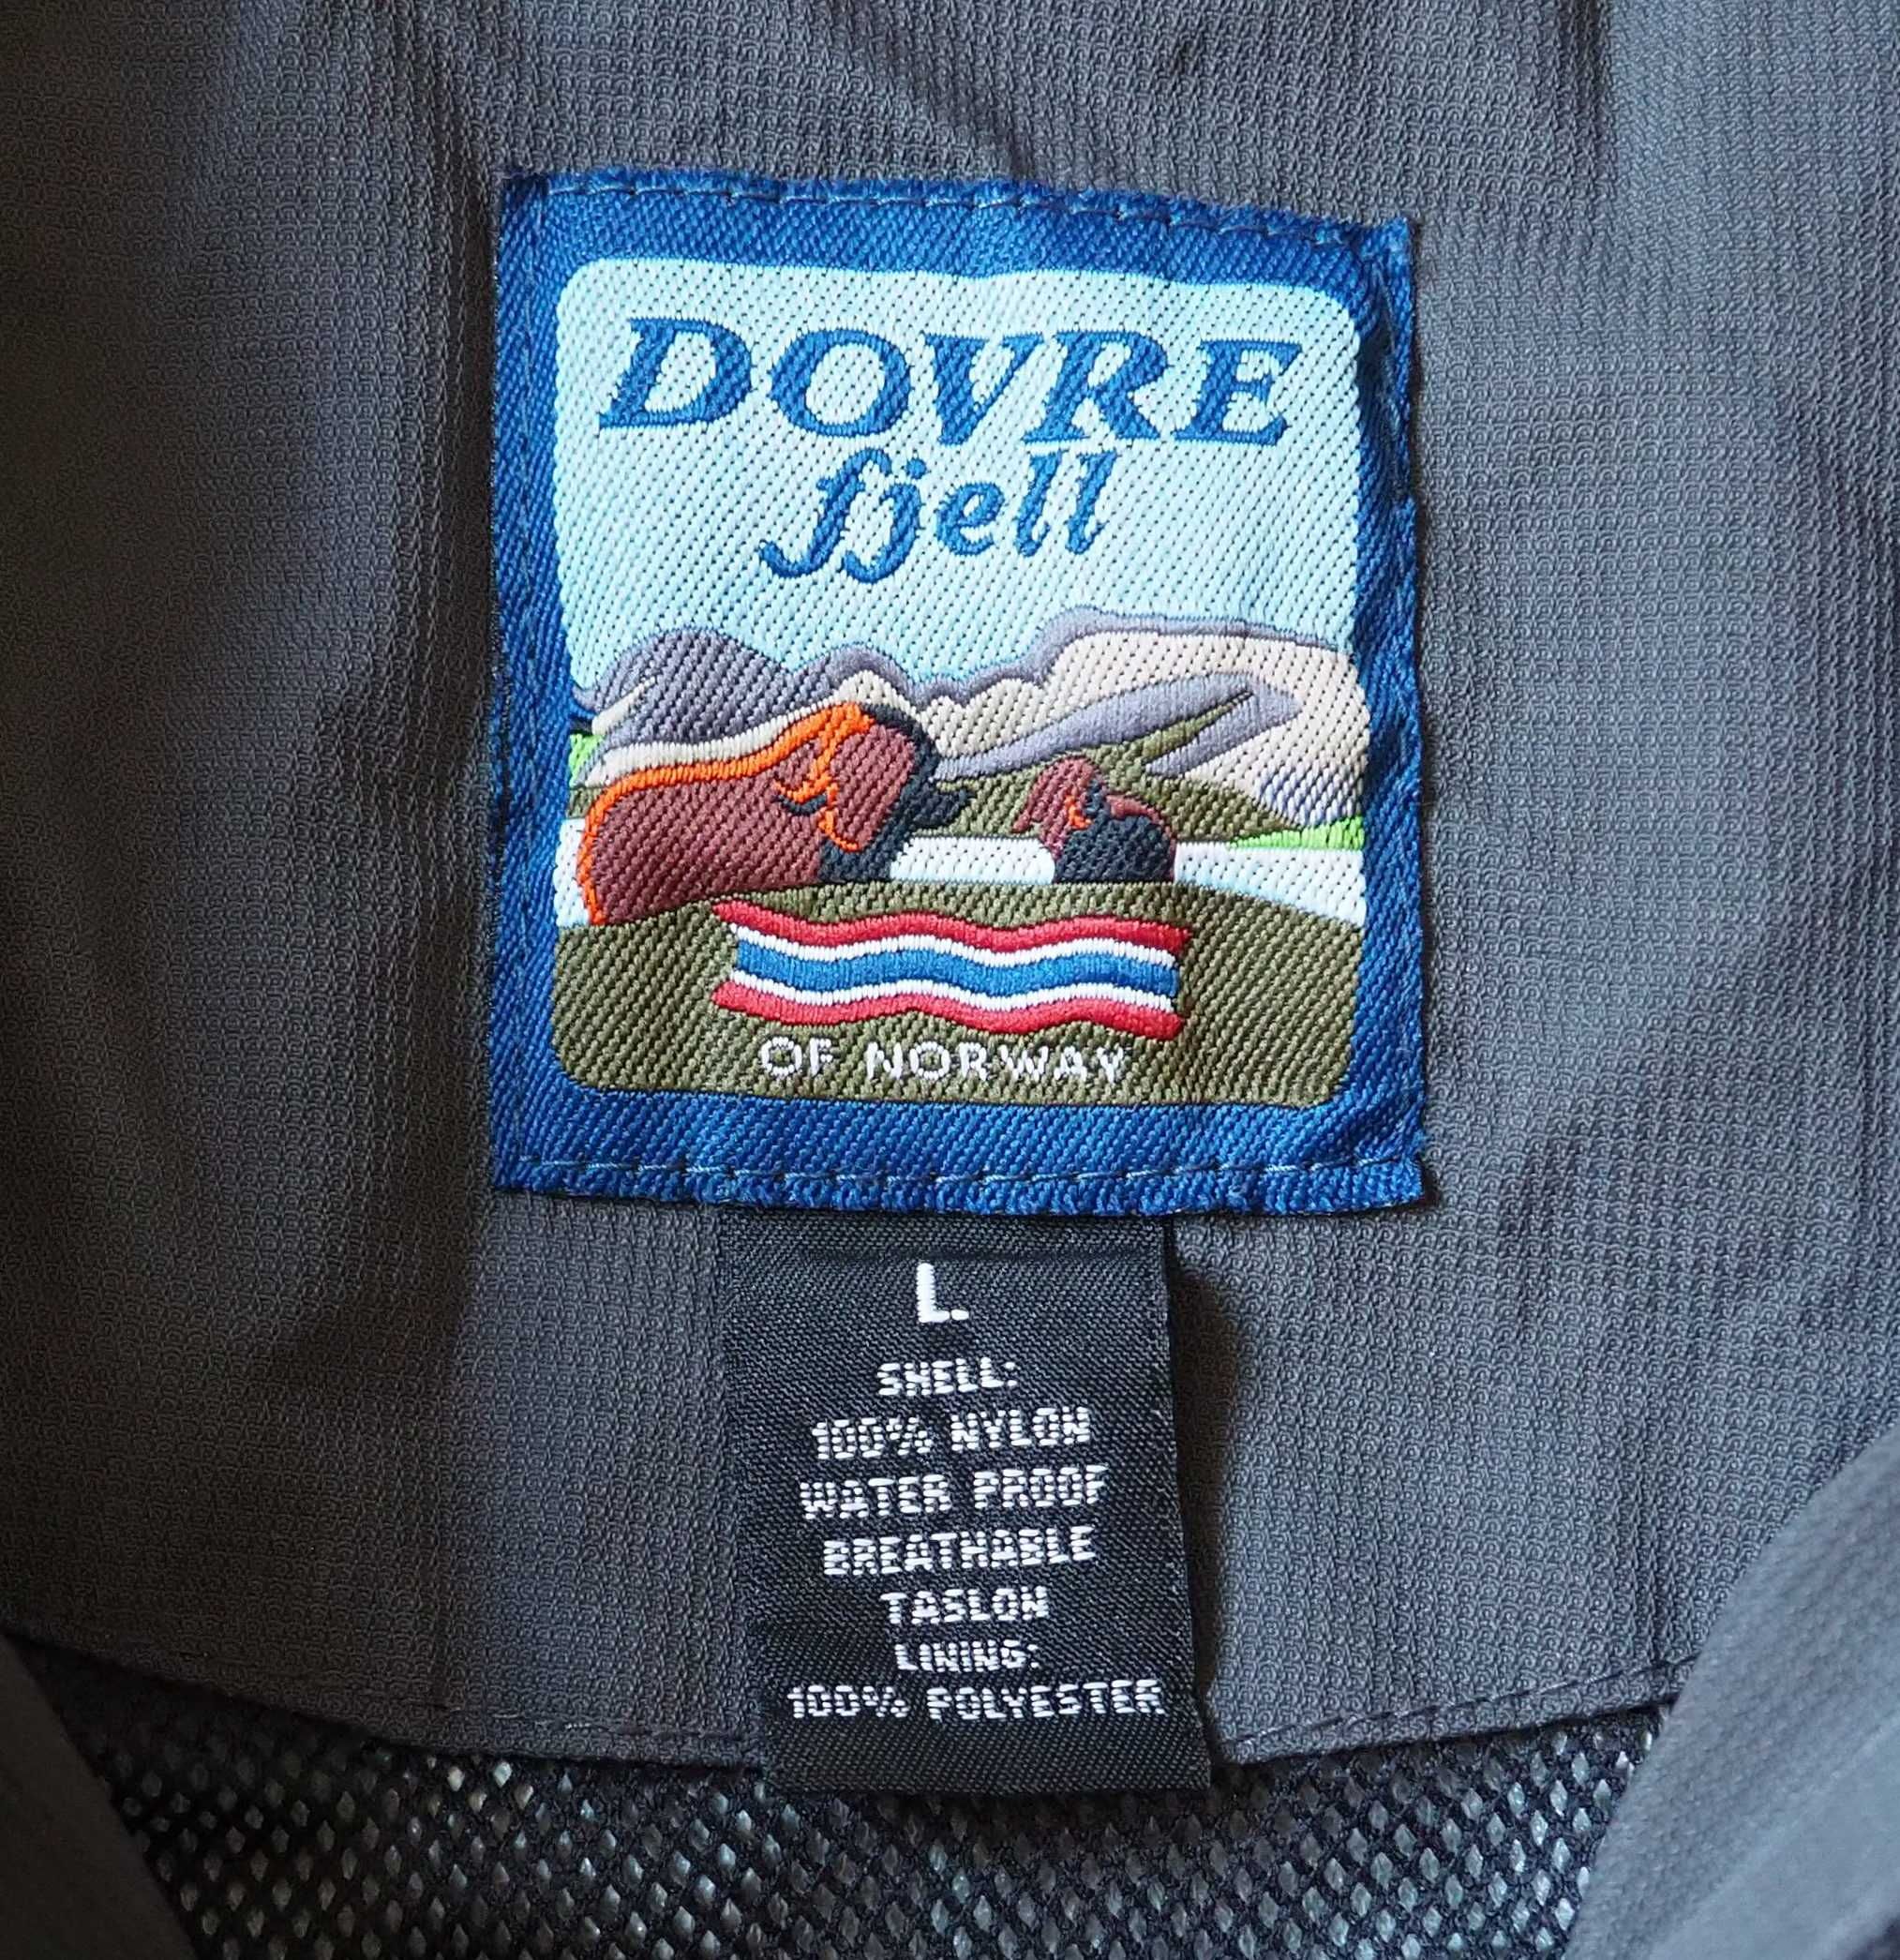 DOVRE
fjell
OF NORWAY
L.
SHELL:
100% NYLON
WATER PROOF
BREATHABLE
TASLON
LINING:
100% POLYESTER